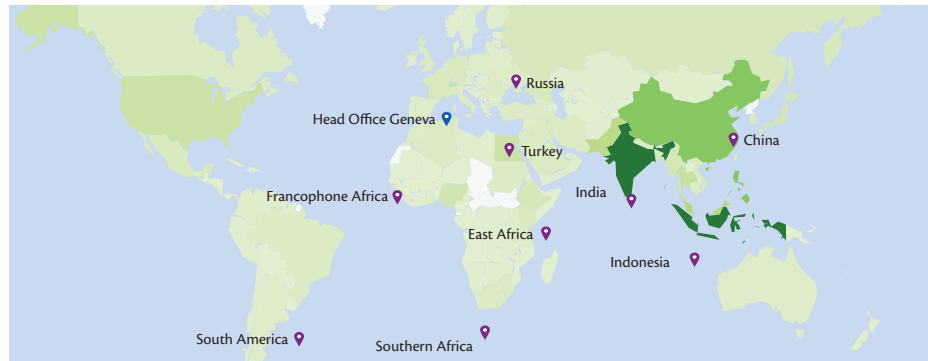 Russia
Head Office Geneva
China
Turkey
Francophone Africa
India
East Africa
Indonesia
South America
Southern Africa